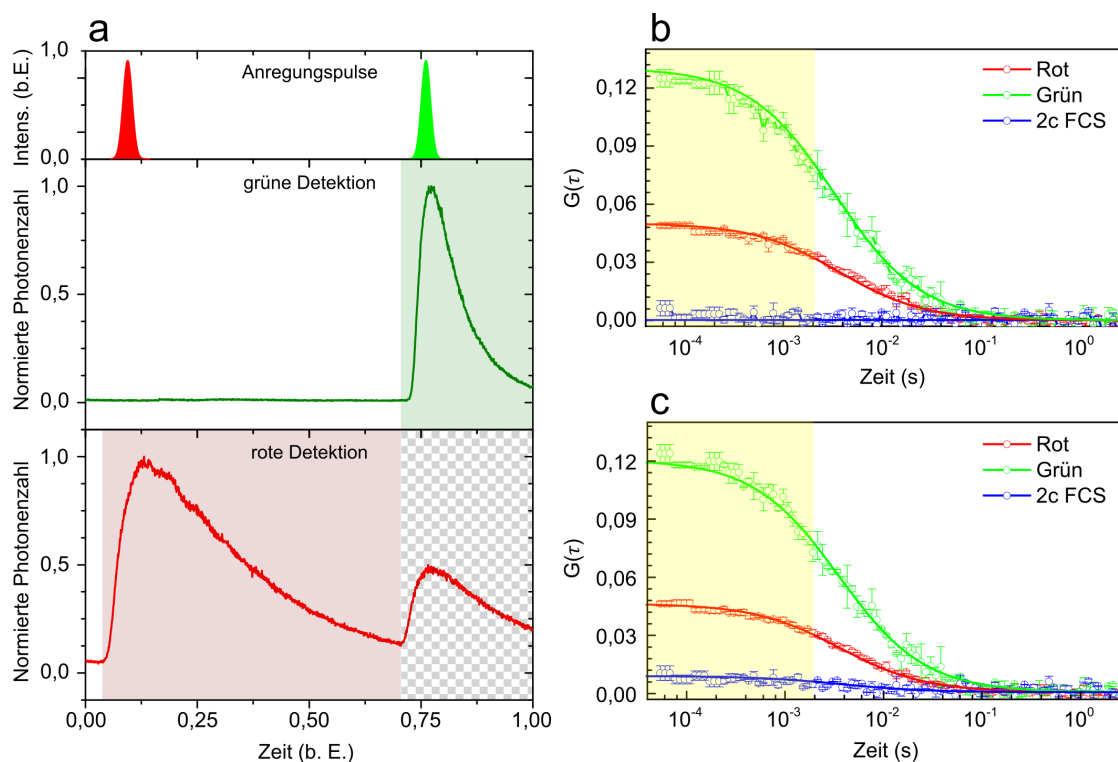 a
Intens. (b.E.)
1,0
0,0
Anregungspulse
Normierte Photonenzahl
1,0
0,5
0,0
grüne Detektion
Normierte Photonenzahl
1,0
0,5
0,0
rote Detektion
0,00 0,25 0,50 0,75 1,00
Zeit (b. E.)
b
G(τ)
0,12
0,09
0,06
0,03
0,00
Rot
Grün
2c FCS
10⁻⁴ 10⁻³ 10⁻² 10⁻¹ 10⁰
Zeit (s)
c
G(τ)
0,12
0,09
0,06
0,03
0,00
Rot
Grün
2c FCS
10⁻⁴ 10⁻³ 10⁻² 10⁻¹ 10⁰
Zeit (s)